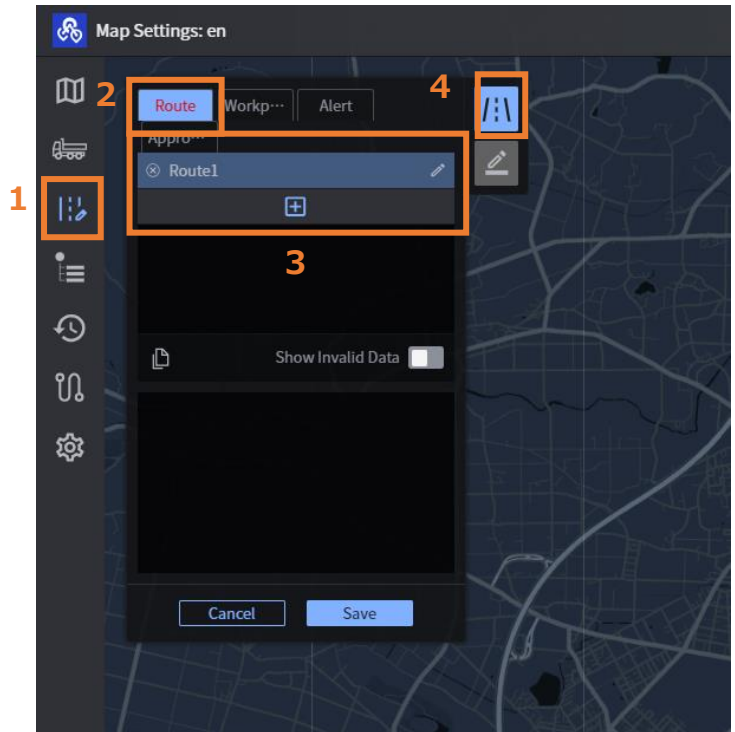 Map Settings: en
2
4
Route
Workp···
Alert
Appro···
Route1
1
3
Show Invalid Data
Cancel
Save